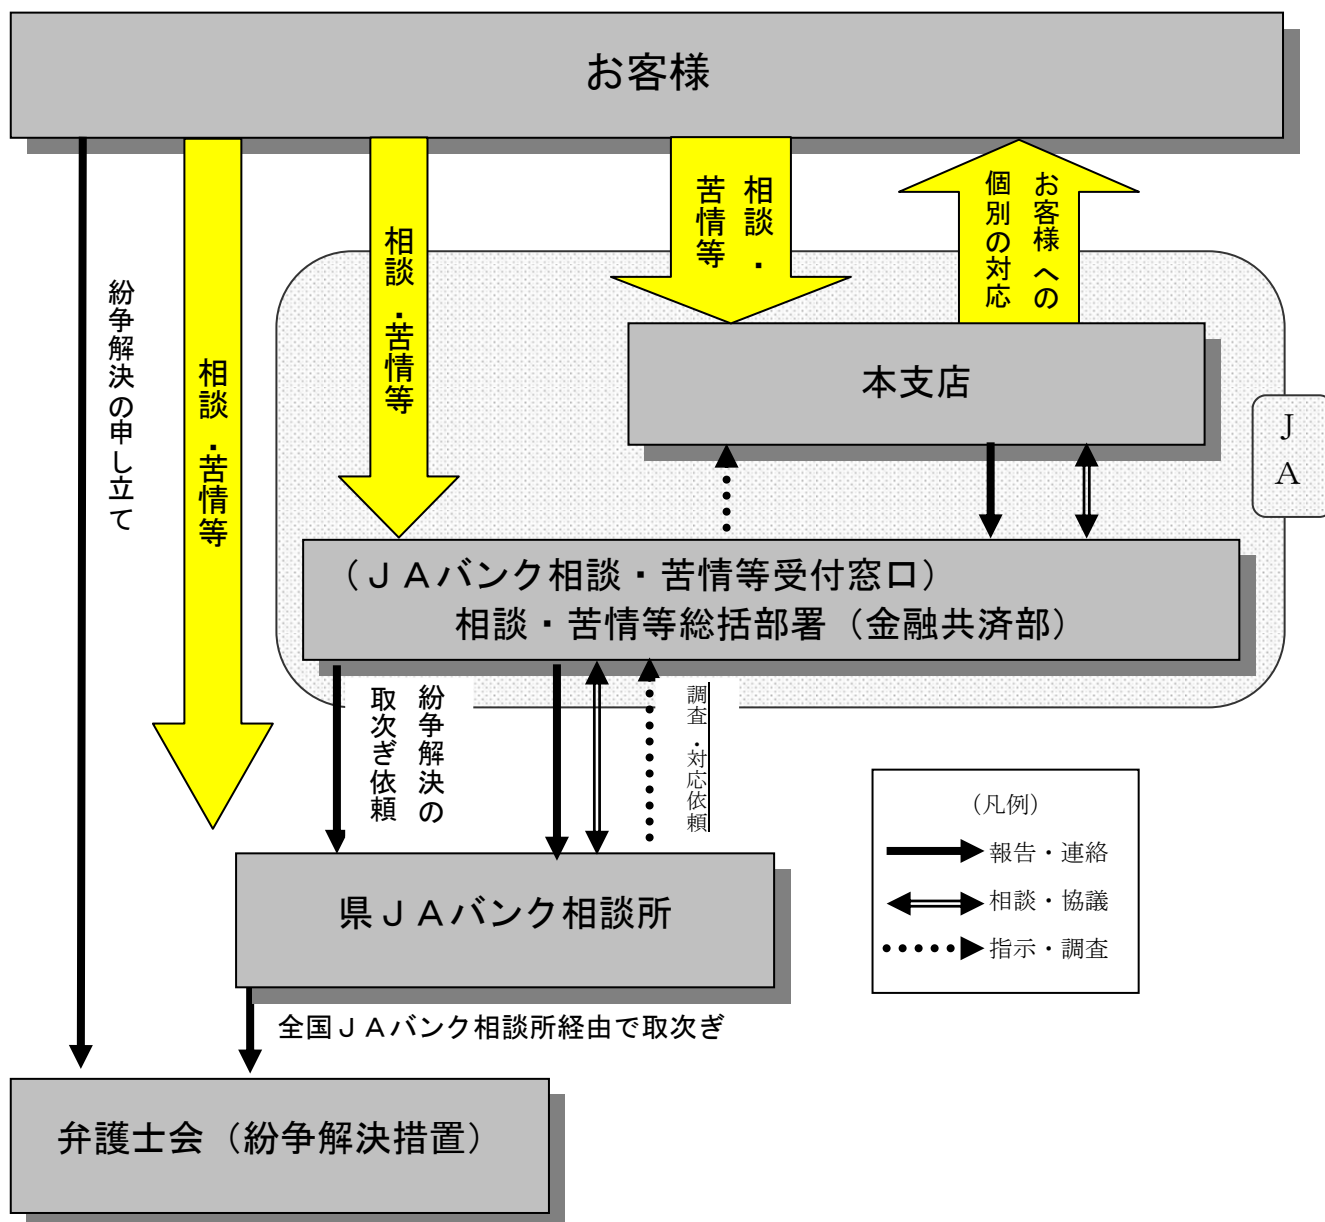 お客様
紛争解決の申し立て
相談・苦情等
相談・苦情等
相談・
苦情等
お客様への
個別の対応
本支店
JA
（JAバンク相談・苦情等受付窓口）
相談・苦情等総括部署（金融共済部）
紛争解決の
取次ぎ依頼
調査・対応依頼
（凡例）
報告・連絡
相談・協議
指示・調査
県JAバンク相談所
全国JAバンク相談所経由で取次ぎ
弁護士会（紛争解決措置）